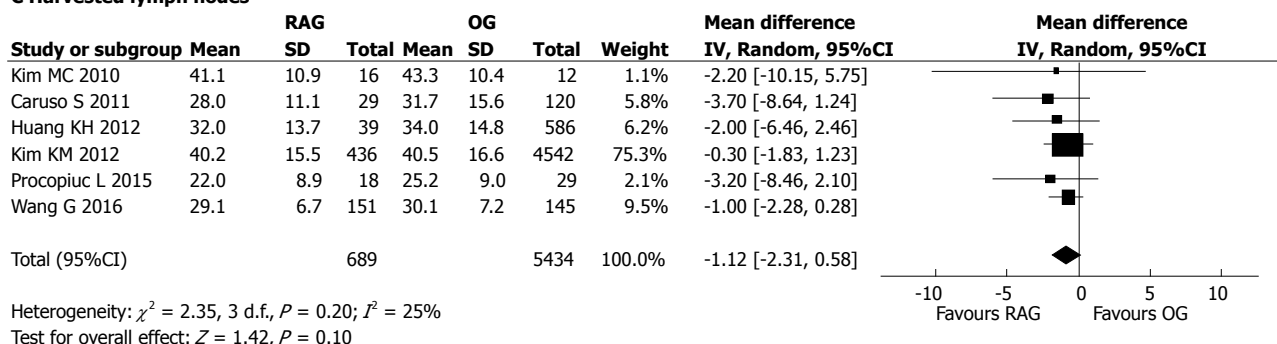 C Harvested lymph nodes
RAG OG Mean difference Mean difference
Study or subgroup Mean SD Total Mean SD Total Weight IV, Random, 95%CI IV, Random, 95%CI
Kim MC 2010 41.1 10.9 16 43.3 10.4 12 1.1% -2.20 [-10.15, 5.75]
Caruso S 2011 28.0 11.1 29 31.7 15.6 120 5.8% -3.70 [-8.64, 1.24]
Huang KH 2012 32.0 13.7 39 34.0 14.8 586 6.2% -2.00 [-6.46, 2.46]
Kim KM 2012 40.2 15.5 436 40.5 16.6 4542 75.3% -0.30 [-1.83, 1.23]
Procopiuc L 2015 22.0 8.9 18 25.2 9.0 29 2.1% -3.20 [-8.46, 2.10]
Wang G 2016 29.1 6.7 151 30.1 7.2 145 9.5% -1.00 [-2.28, 0.28]
Total (95%CI) 689 5434 100.0% -1.12 [-2.31, 0.58]
-10 -5 0 5 10
Heterogeneity: χ² = 2.35, 3 d.f., P = 0.20; I² = 25%
Favours RAG Favours OG
Test for overall effect: Z = 1.42, P = 0.10